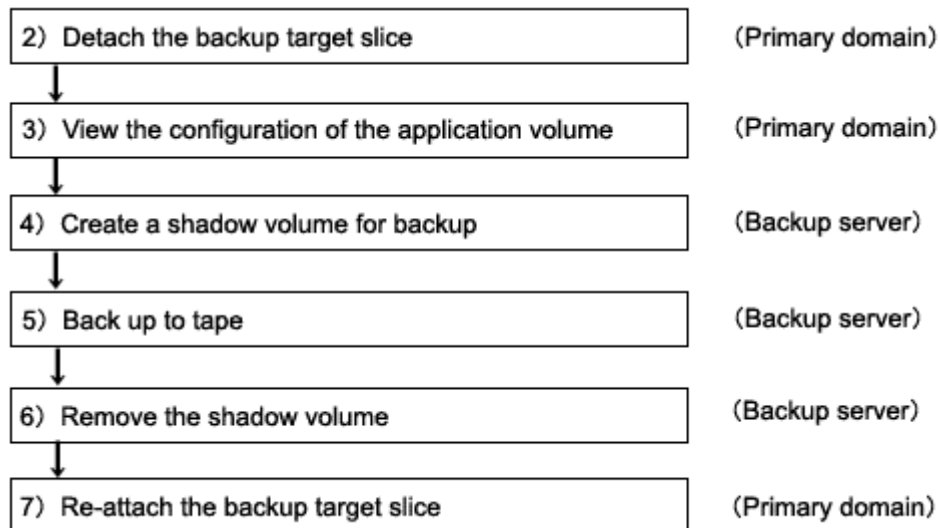 2）Detach the backup target slice （Primary domain）
3）View the configuration of the application volume （Primary domain）
4）Create a shadow volume for backup （Backup server）
5）Back up to tape （Backup server）
6）Remove the shadow volume （Backup server）
7）Re-attach the backup target slice （Primary domain）